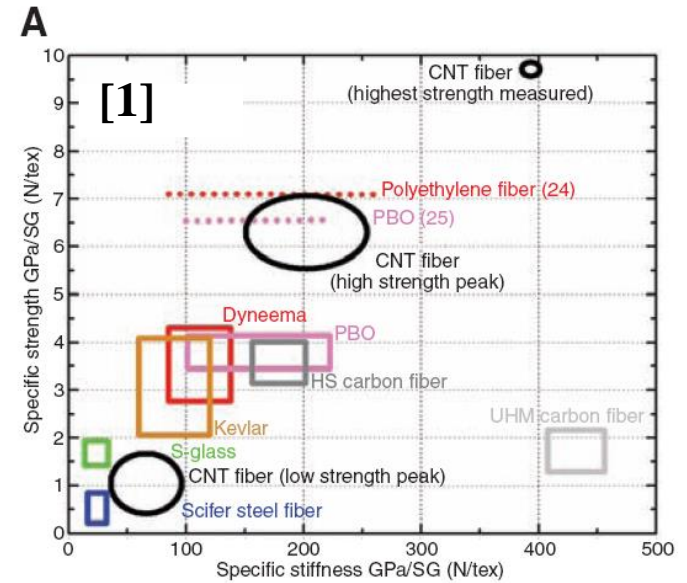 A
[1]
CNT fiber
(highest strength measured)
Polyethylene fiber (24)
PBO (25)
CNT fiber
(high strength peak)
Dyneema
PBO
HS carbon fiber
Kevlar
UHM carbon fiber
S-glass
CNT fiber (low strength peak)
Scifer steel fiber
Specific strength GPa/SG (N/tex)
10
9
8
7
6
5
4
3
2
1
0
0 100 200 300 400 500
Specific stiffness GPa/SG (N/tex)